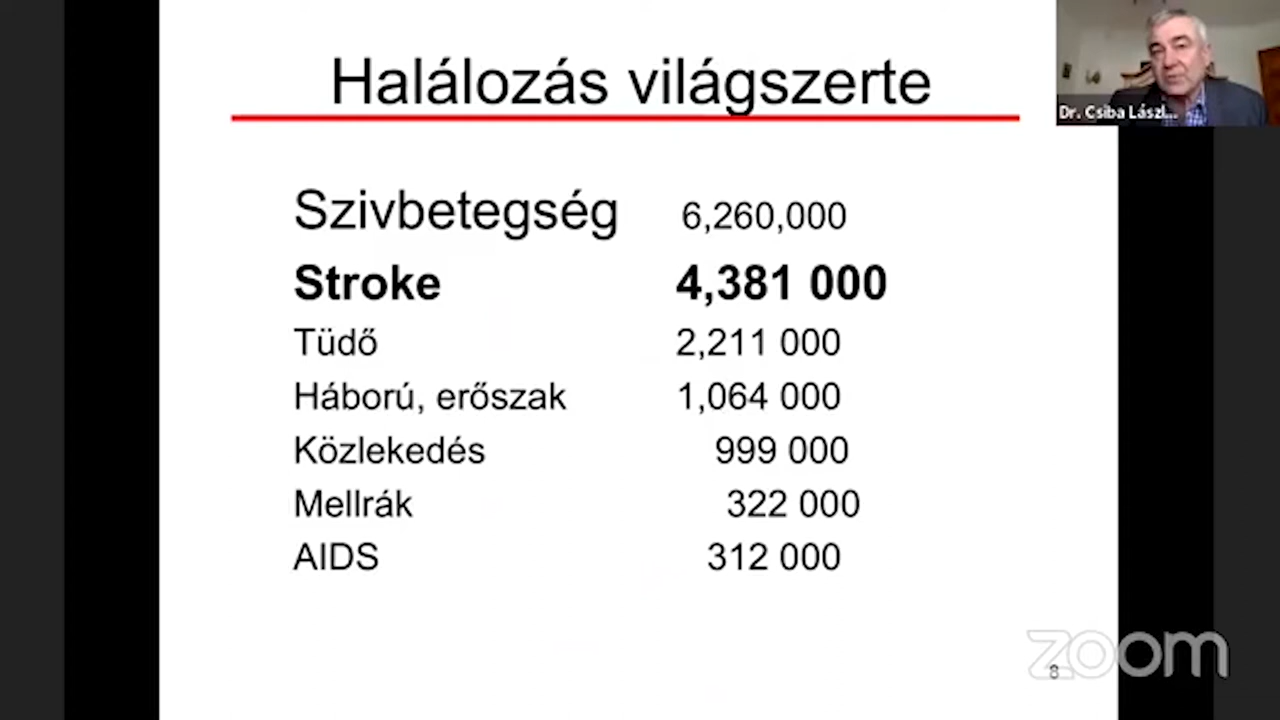 Halálozás világszerte
Dr. Csiba Lászl...
Szivbetegség 6,260,000
Stroke 4,381 000
Tüdő 2,211 000
Háború, erőszak 1,064 000
Közlekedés 999 000
Mellrák 322 000
AIDS 312 000
zoom
8